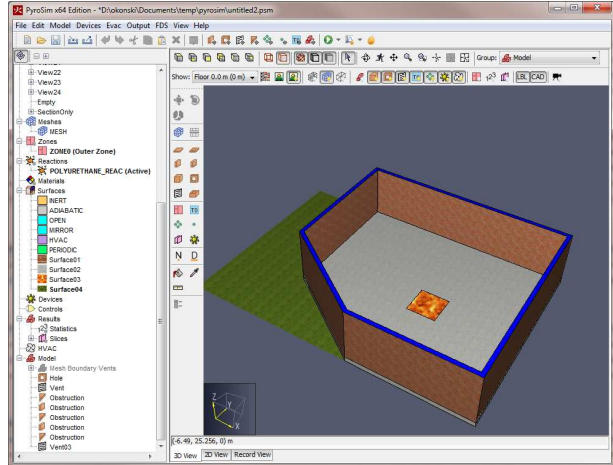 PyroSim x64 Edition - *D:\okonski\Documents\temp\pyrosim\untitled2.psm
File Edit Model Devices Evac Output FDS View Help
Group: Model
Show: Floor 0.0 m (0 m)
LBL CAD
View22
View23
View24
Empty
SectionOnly
Meshes
MESH
Zones
ZONE0 (Outer Zone)
Reactions
POLYURETHANE_REAC (Active)
Materials
Surfaces
INERT
ADIABATIC
OPEN
MIRROR
HVAC
PERIODIC
Surface01
Surface02
Surface03
Surface04
Devices
Controls
Results
Statistics
Slices
HVAC
Model
Mesh Boundary Vents
Hole
Vent
Obstruction
Obstruction
Obstruction
Obstruction
Obstruction
Vent03
N D
Z
Y
X
(-6.49, 25.256, 0) m
3D View 2D View Record View